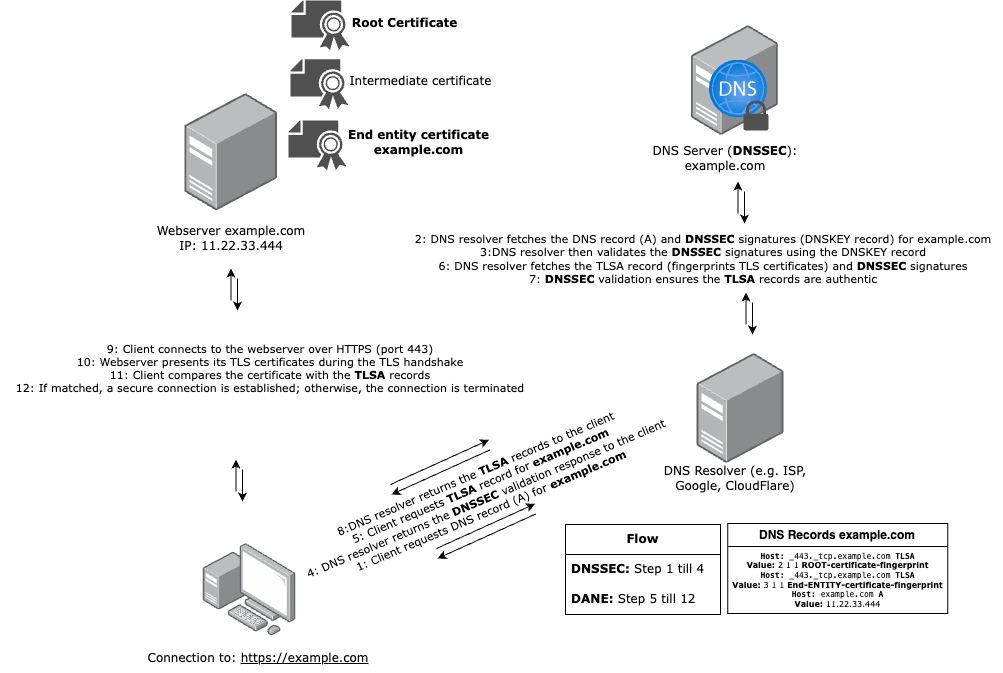 Root Certificate
Intermediate certificate
End entity certificate
example.com
Webserver example.com
IP: 11.22.33.444
DNS
DNS Server (DNSSEC):
example.com
2: DNS resolver fetches the DNS record (A) and DNSSEC signatures (DNSKEY record) for example.com
3:DNS resolver then validates the DNSSEC signatures using the DNSKEY record
6: DNS resolver fetches the TLSA record (fingerprints TLS certificates) and DNSSEC signatures
7: DNSSEC validation ensures the TLSA records are authentic
9: Client connects to the webserver over HTTPS (port 443)
10: Webserver presents its TLS certificates during the TLS handshake
11: Client compares the certificate with the TLSA records
12: If matched, a secure connection is established; otherwise, the connection is terminated
8:DNS resolver returns the TLSA records to the client
5: Client requests TLSA record for example.com
4: DNS resolver returns the DNSSEC validation response to the client
1: Client requests DNS record (A) for example.com
DNS Resolver (e.g. ISP,
Google, CloudFlare)
Flow
DNSSEC: Step 1 till 4
DANE: Step 5 till 12
DNS Records example.com
Host: _443._tcp.example.com TLSA
Value: 2 1 1 ROOT-certificate-fingerprint
Host: _443._tcp.example.com TLSA
Value: 3 1 1 End-ENTITY-certificate-fingerprint
Host: example.com A
Value: 11.22.33.444
Connection to: https://example.com